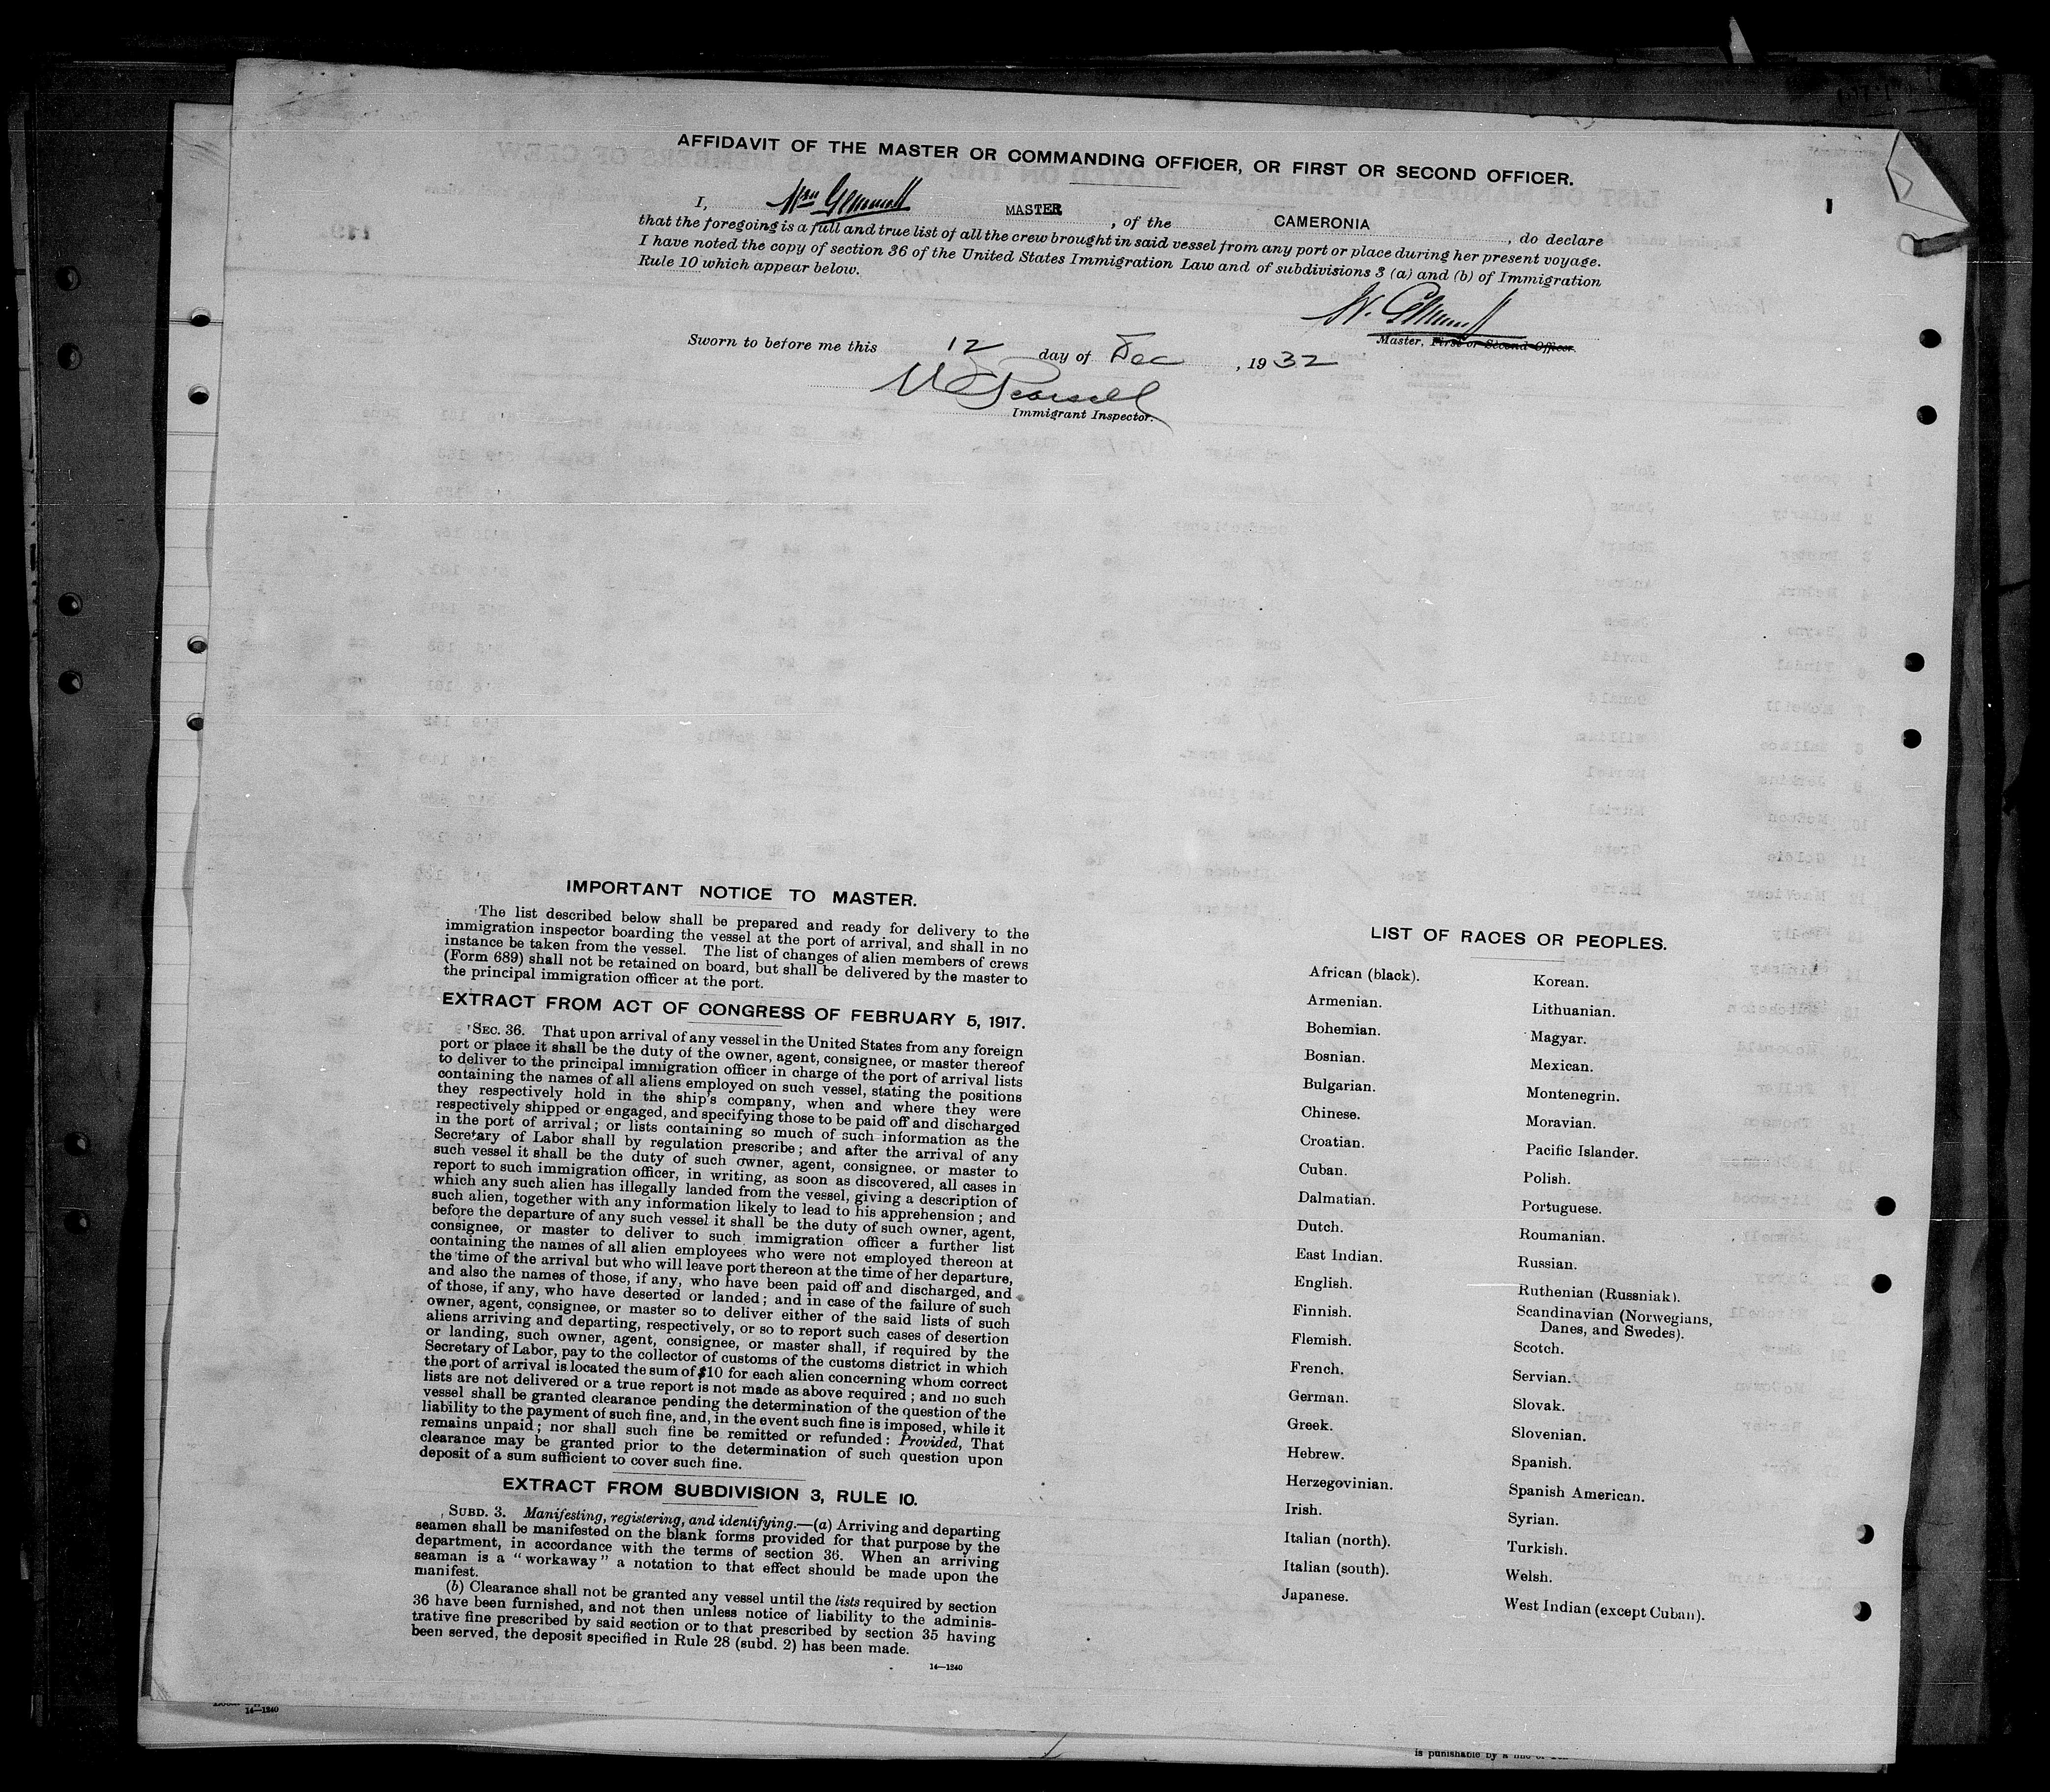 AFFIDAVIT OF THE MASTER OR COMMANDING OFFICER, OR FIRST OR SECOND OFFICER.
I, Wm Gemmell MASTER, of the CAMERONIA, do declare
that the foregoing is a full and true list of all the crew brought in said vessel from any port or place during her present voyage.
I have noted the copy of section 36 of the United States Immigration Law and of subdivisions 3 (a) and (b) of Immigration
Rule 10 which appear below.
W. Gemmell
Master, First or Second Officer.
Sworn to before me this 12 day of Dec, 1932
Immigrant Inspector.
IMPORTANT NOTICE TO MASTER.
The list described below shall be prepared and ready for delivery to the
immigration inspector boarding the vessel at the port of arrival, and shall in no
instance be taken from the vessel. The list of changes of alien members of crews
(Form 689) shall not be retained on board, but shall be delivered by the master to
the principal immigration officer at the port.
EXTRACT FROM ACT OF CONGRESS OF FEBRUARY 5, 1917.
SEC. 36. That upon arrival of any vessel in the United States from any foreign
port or place it shall be the duty of the owner, agent, consignee, or master thereof
to deliver to the principal immigration officer in charge of the port of arrival lists
containing the names of all aliens employed on such vessel, stating the positions
they respectively hold in the ship's company, when and where they were
respectively shipped or engaged, and specifying those to be paid off and discharged
in the port of arrival; or lists containing so much of such information as the
Secretary of Labor shall by regulation prescribe; and after the arrival of any
such vessel it shall be the duty of such owner, agent, consignee, or master to
report to such immigration officer, in writing, as soon as discovered, all cases in
which any such alien has illegally landed from the vessel, giving a description of
such alien, together with any information likely to lead to his apprehension; and
before the departure of any such vessel it shall be the duty of such owner, agent,
consignee, or master to deliver to such immigration officer a further list
containing the names of all alien employees who were not employed thereon at
the time of the arrival but who will leave port thereon at the time of her departure,
and also the names of those, if any, who have been paid off and discharged, and
of those, if any, who have deserted or landed; and in case of the failure of such
owner, agent, consignee, or master so to deliver either of the said lists of such
aliens arriving and departing, respectively, or so to report such cases of desertion
or landing, such owner, agent, consignee, or master shall, if required by the
Secretary of Labor, pay to the collector of customs of the customs district in which
the port of arrival is located the sum of $10 for each alien concerning whom correct
lists are not delivered or a true report is not made as above required; and no such
vessel shall be granted clearance pending the determination of the question of the
liability to the payment of such fine, and, in the event such fine is imposed, while it
remains unpaid; nor shall such fine be remitted or refunded: Provided, That
clearance may be granted prior to the determination of such question upon
deposit of a sum sufficient to cover such fine.
EXTRACT FROM SUBDIVISION 3, RULE 10.
SUBD. 3. Manifesting, registering, and identifying.—(a) Arriving and departing
seamen shall be manifested on the blank forms provided for that purpose by the
department, in accordance with the terms of section 36. When an arriving
seaman is a "workaway" a notation to that effect should be made upon the
manifest.
(b) Clearance shall not be granted any vessel until the lists required by section
36 have been furnished, and not then unless notice of liability to the adminis-
trative fine prescribed by said section or to that prescribed by section 35 having
been served, the deposit specified in Rule 28 (subd. 2) has been made.
14—1240
LIST OF RACES OR PEOPLES.
African (black).
Armenian.
Bohemian.
Bosnian.
Bulgarian.
Chinese.
Croatian.
Cuban.
Dalmatian.
Dutch.
East Indian.
English.
Finnish.
Flemish.
French.
German.
Greek.
Hebrew.
Herzegovinian.
Irish.
Italian (north).
Italian (south).
Japanese.
Korean.
Lithuanian.
Magyar.
Mexican.
Montenegrin.
Moravian.
Pacific Islander.
Polish.
Portuguese.
Roumanian.
Russian.
Ruthenian (Russniak).
Scandinavian (Norwegians,
Danes, and Swedes).
Scotch.
Servian.
Slovak.
Slovenian.
Spanish.
Spanish American.
Syrian.
Turkish.
Welsh.
West Indian (except Cuban).
14—1240
is punishable by a